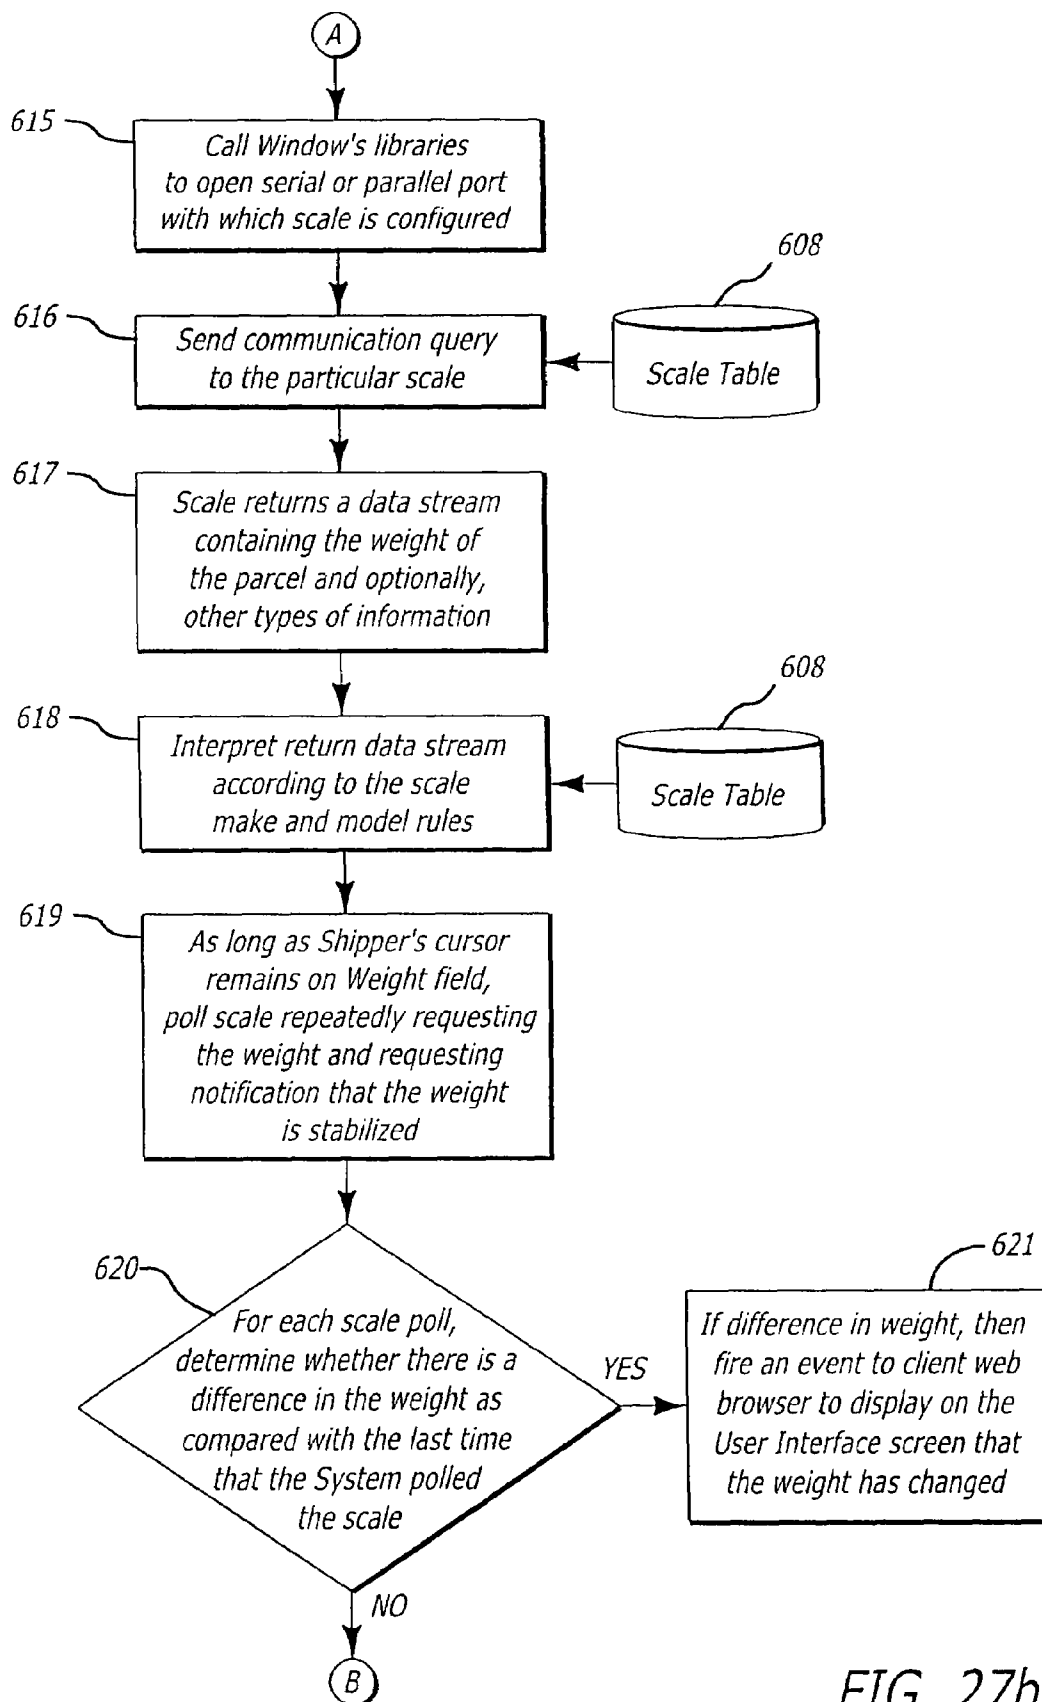 A
615
Call Window's libraries
to open serial or parallel port
with which scale is configured
608
616
Send communication query
to the particular scale
Scale Table
617
Scale returns a data stream
containing the weight of
the parcel and optionally,
other types of information
608
618
Interpret return data stream
according to the scale
make and model rules
Scale Table
619
As long as Shipper's cursor
remains on Weight field,
poll scale repeatedly requesting
the weight and requesting
notification that the weight
is stabilized
620
For each scale poll,
determine whether there is a
difference in the weight as
compared with the last time
that the System polled
the scale
YES
621
If difference in weight, then
fire an event to client web
browser to display on the
User Interface screen that
the weight has changed
NO
B
FIG. 27b